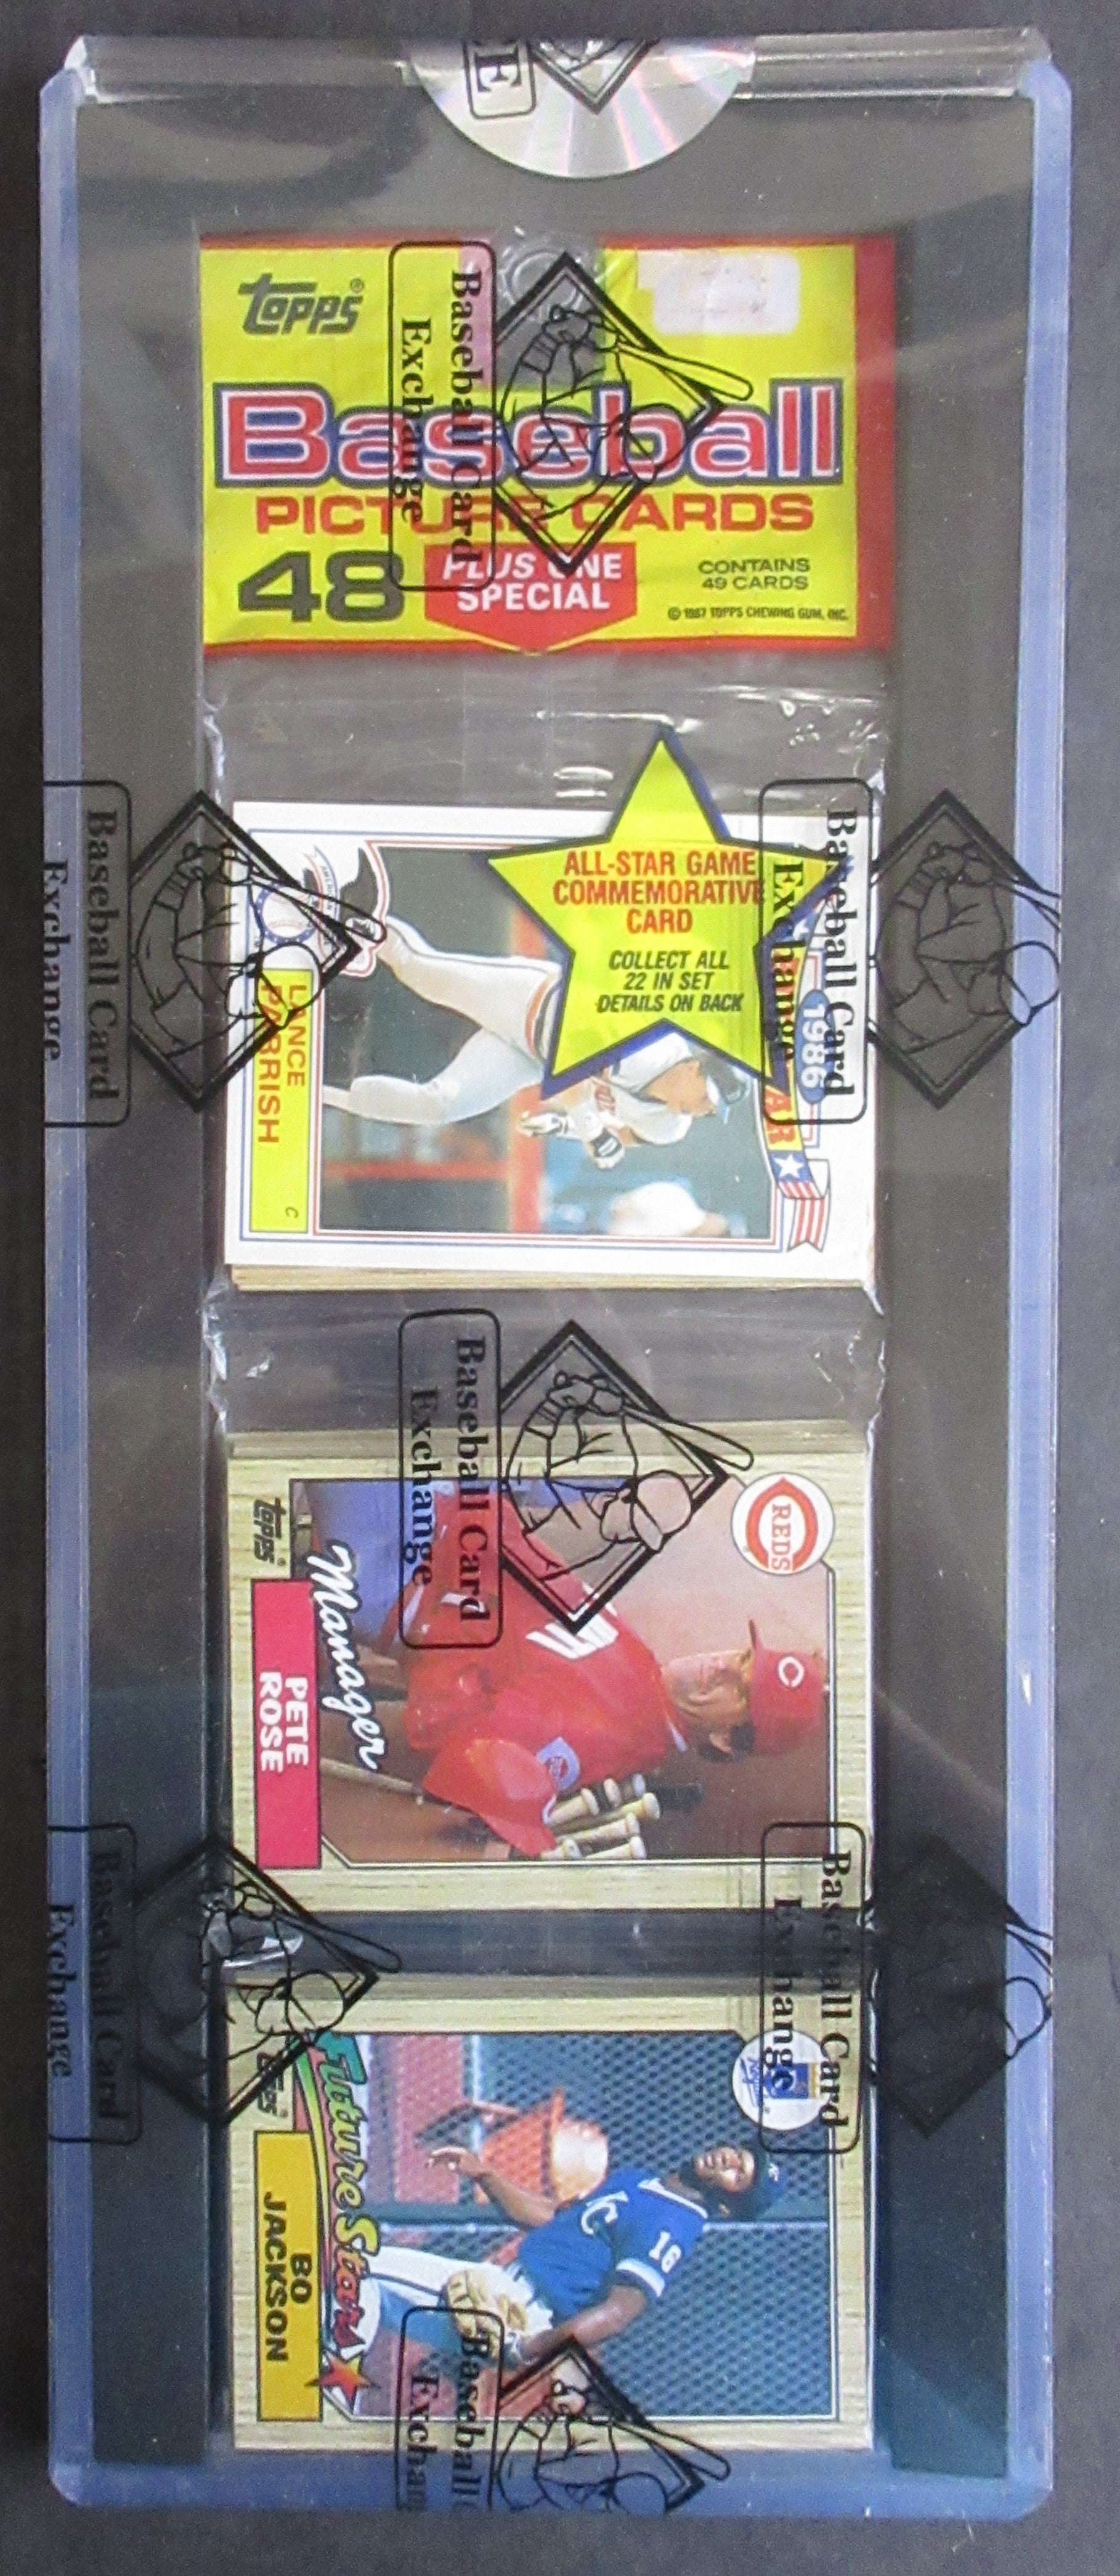 E
topps®
Baseball
PICTURE CARDS
48
PLUS ONE
SPECIAL
CONTAINS
49 CARDS
© 1987 TOPPS CHEWING GUM, INC.
Baseball Card
Exchange
ALL-STAR GAME
COMMEMORATIVE
CARD
COLLECT ALL
22 IN SET
DETAILS ON BACK
1986
LANCE
PARRISH
C
Baseball Card
Exchange
Baseball Card
Exchange
Baseball Card
Exchange
REDS
C
topps
Manager
PETE
ROSE
Baseball Card
Exchange
Baseball Card
Exchange
Future Stars
KC
16
topps
BO
JACKSON
Baseball